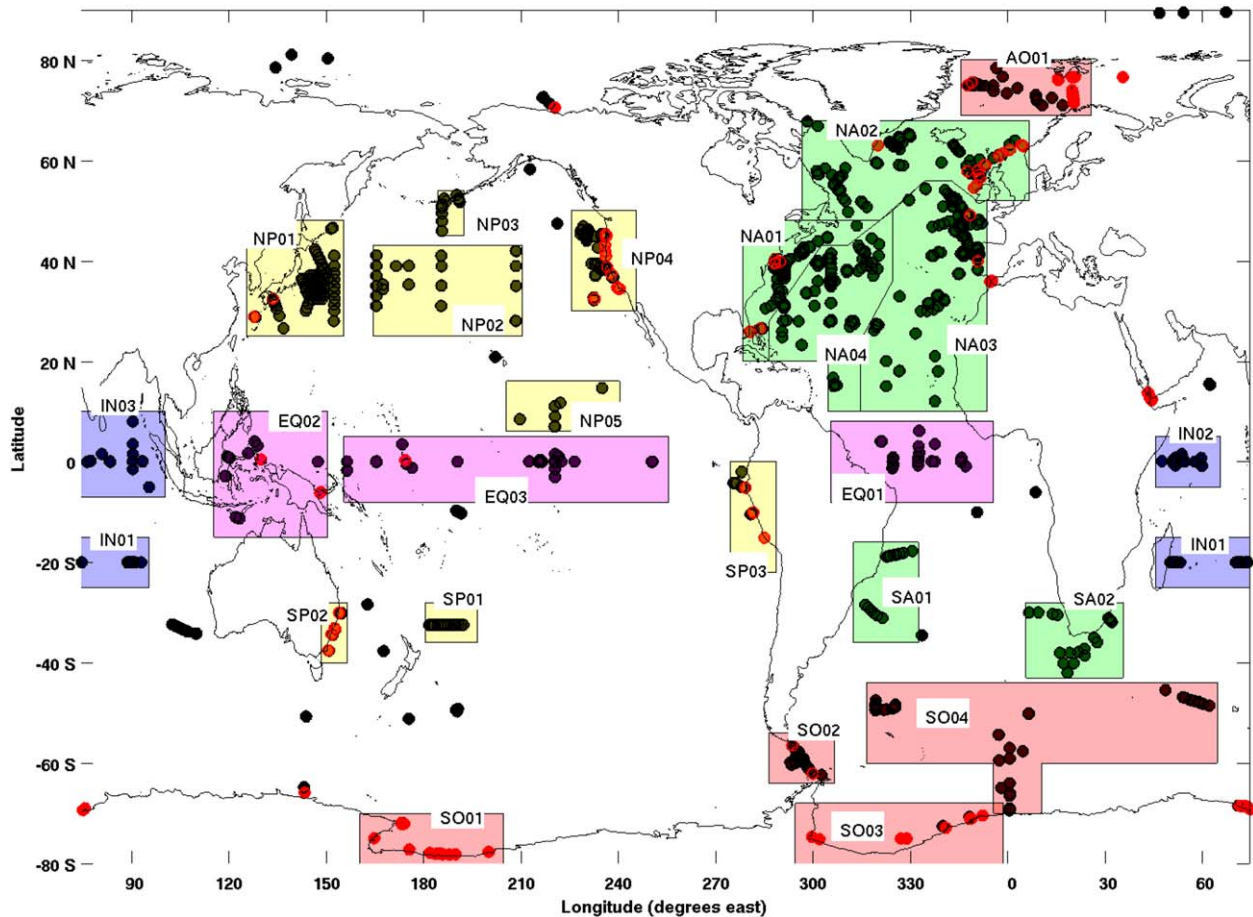 80 N
AO01
NA02
60 N
NP03
NP01
NA01
NP04
40 N
NP02
NA04
NA03
20 N
IN03
EQ02
NP05
IN02
0
EQ03
EQ01
IN01
IN01
20 S
SP03
SP02
SP01
SA01
SA02
40 S
SO04
SO02
60 S
SO01
SO03
80 S
90 120 150 180 210 240 270 300 330 0 30 60
Latitude
Longitude (degrees east)